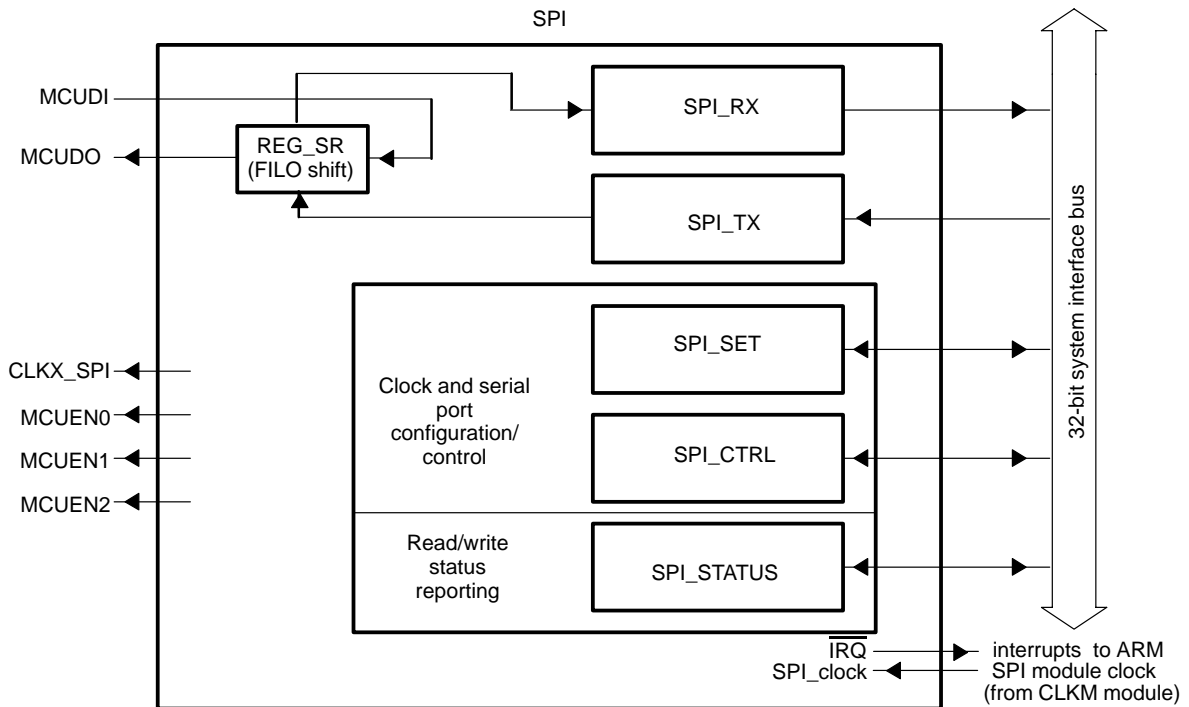 SPI
MCUDI
MCUDO
REG_SR
(FILO shift)
SPI_RX
SPI_TX
CLKX_SPI
MCUEN0
MCUEN1
MCUEN2
Clock and serial
port
configuration/
control
SPI_SET
SPI_CTRL
Read/write
status
reporting
SPI_STATUS
32-bit system interface bus
IRQ
interrupts to ARM
SPI_clock
SPI module clock
(from CLKM module)